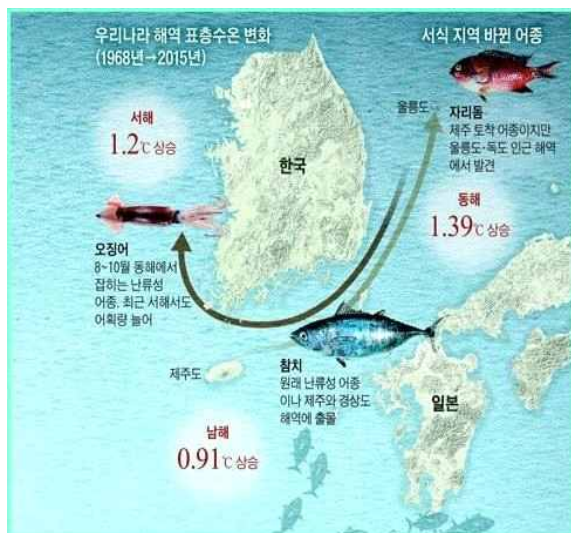 우리나라 해역 표층수온 변화
(1968년→2015년)
서식 지역 바뀐 어종
서해
1.2℃ 상승
울릉도
자리돔
제주 토착 어종이지만
울릉도·독도 인근 해역
에서 발견
한국
동해
1.39℃ 상승
오징어
8~10월 동해에서
잡히는 난류성
어종. 최근 서해서도
어획량 늘어
제주도
참치
원래 난류성 어종
이나 제주와 경상도
해역에 출몰
일본
남해
0.91℃ 상승